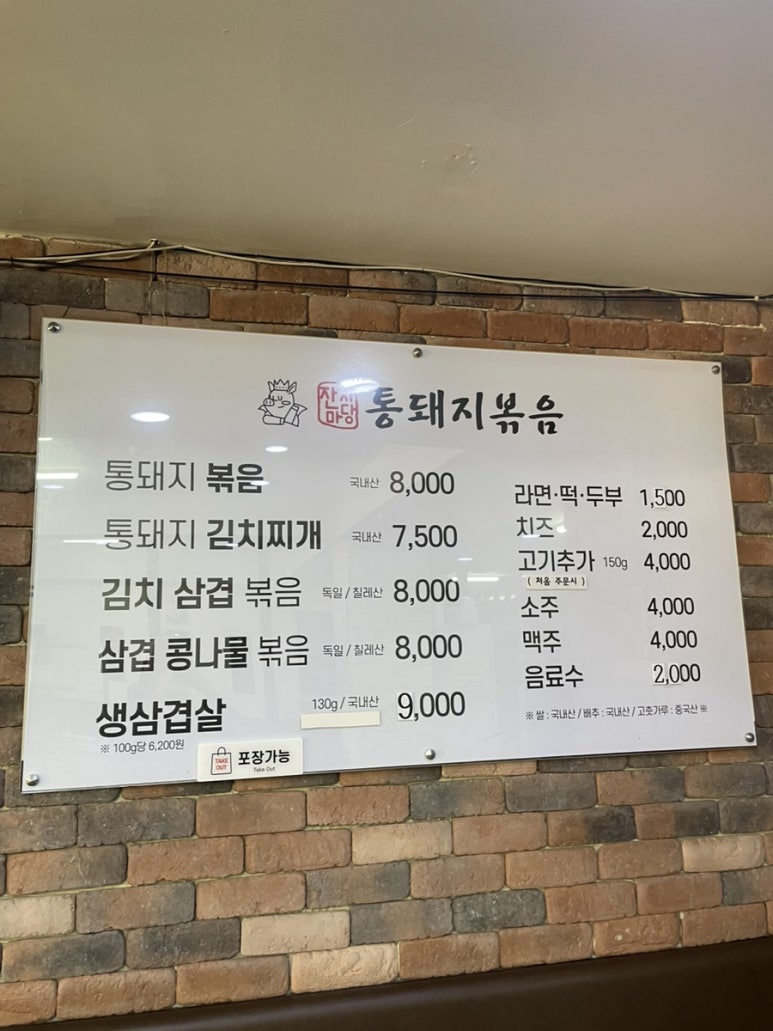 잔치마당 통돼지볶음
통돼지 볶음 국내산 8,000
통돼지 김치찌개 국내산 7,500
김치 삼겹 볶음 독일 / 칠레산 8,000
삼겹 콩나물 볶음 독일 / 칠레산 8,000
생삼겹살 130g / 국내산 9,000
※ 100g당 6,200원
TAKE OUT 포장가능
Take Out
라면·떡·두부 1,500
치즈 2,000
고기추가 150g 4,000
( 처음 주문시 )
소주 4,000
맥주 4,000
음료수 2,000
※ 쌀 : 국내산 / 배추 : 국내산 / 고춧가루 : 중국산 ※